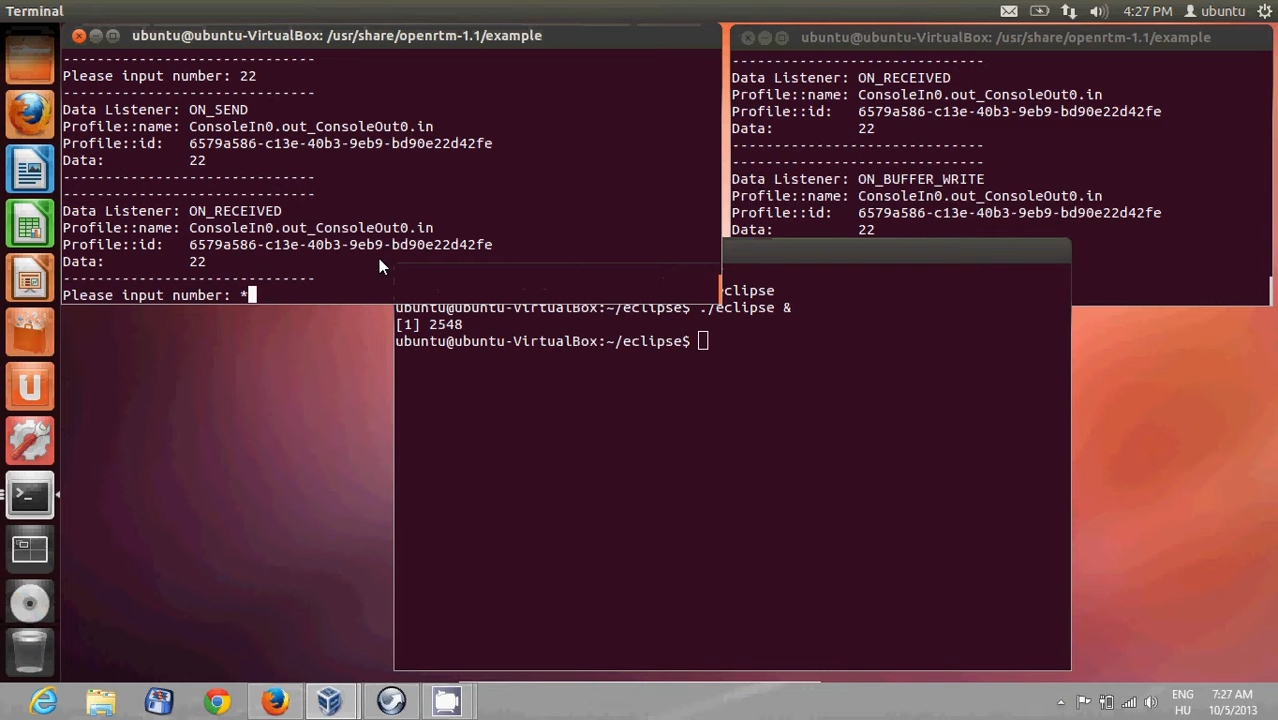 Terminal
4:27 PM
ubuntu
ubuntu@ubuntu-VirtualBox: /usr/share/openrtm-1.1/example
------------------------------
Please input number: 22
------------------------------
Data Listener: ON_SEND
Profile::name: ConsoleIn0.out_ConsoleOut0.in
Profile::id:   6579a586-c13e-40b3-9eb9-bd90e22d42fe
Data:          22
------------------------------
------------------------------
Data Listener: ON_RECEIVED
Profile::name: ConsoleIn0.out_ConsoleOut0.in
Profile::id:   6579a586-c13e-40b3-9eb9-bd90e22d42fe
Data:          22
------------------------------
Please input number: *
ubuntu@ubuntu-VirtualBox: /usr/share/openrtm-1.1/example
------------------------------
Data Listener: ON_RECEIVED
Profile::name: ConsoleIn0.out_ConsoleOut0.in
Profile::id:   6579a586-c13e-40b3-9eb9-bd90e22d42fe
Data:          22
------------------------------
------------------------------
Data Listener: ON_BUFFER_WRITE
Profile::name: ConsoleIn0.out_ConsoleOut0.in
Profile::id:   6579a586-c13e-40b3-9eb9-bd90e22d42fe
Data:          22
eclipse
ubuntu@ubuntu-VirtualBox:~/eclipse$ ./eclipse &
[1] 2548
ubuntu@ubuntu-VirtualBox:~/eclipse$
ENG
HU
7:27 AM
10/5/2013